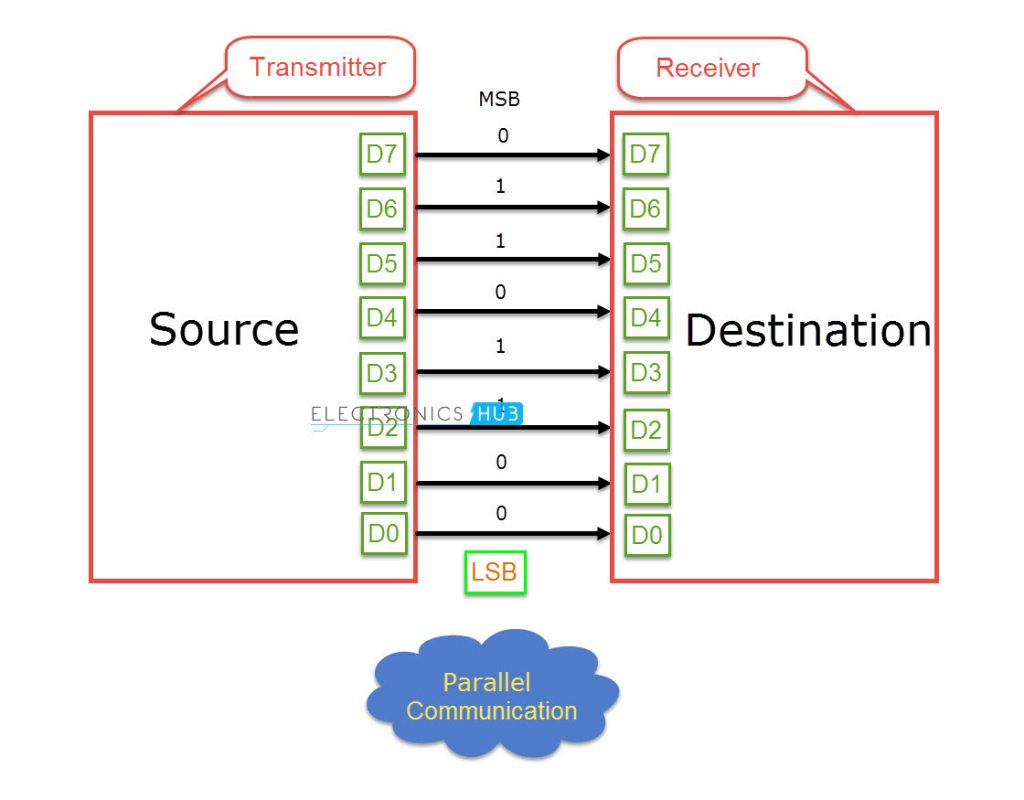 Transmitter
Receiver
MSB
D7 0 D7
D6 1 D6
D5 1 D5
D4 0 D4
Source
Destination
D3 1 D3
ELECTRONICS HUB
D2 D2
D1 0 D1
D0 0 D0
LSB
Parallel
Communication